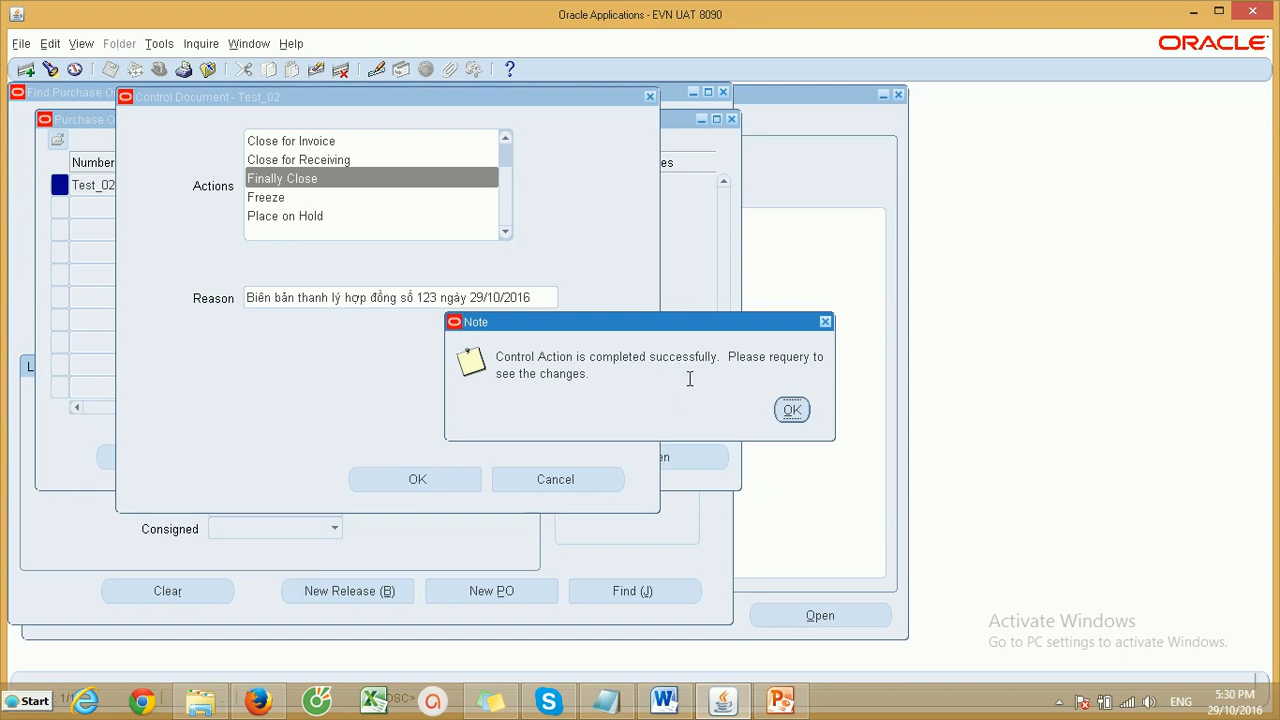 Oracle Applications - EVN UAT 8090
File Edit View Folder Tools Inquire Window Help
ORACLE
Find Purchase O
Control Document - Test_02
Purchase O
Close for Invoice
Close for Receiving
Number
es
Finally Close
Actions
Test_02
Freeze
Place on Hold
Reason
Biên bản thanh lý hợp đồng số 123 ngày 29/10/2016
Note
Control Action is completed successfully. Please requery to
see the changes.
L
OK
en
OK
Cancel
Consigned
Clear
New Release (B)
New PO
Find (J)
Open
Activate Windows
Go to PC settings to activate Windows.
: 1/1
OSC>
Start
ENG
5:30 PM
29/10/2016